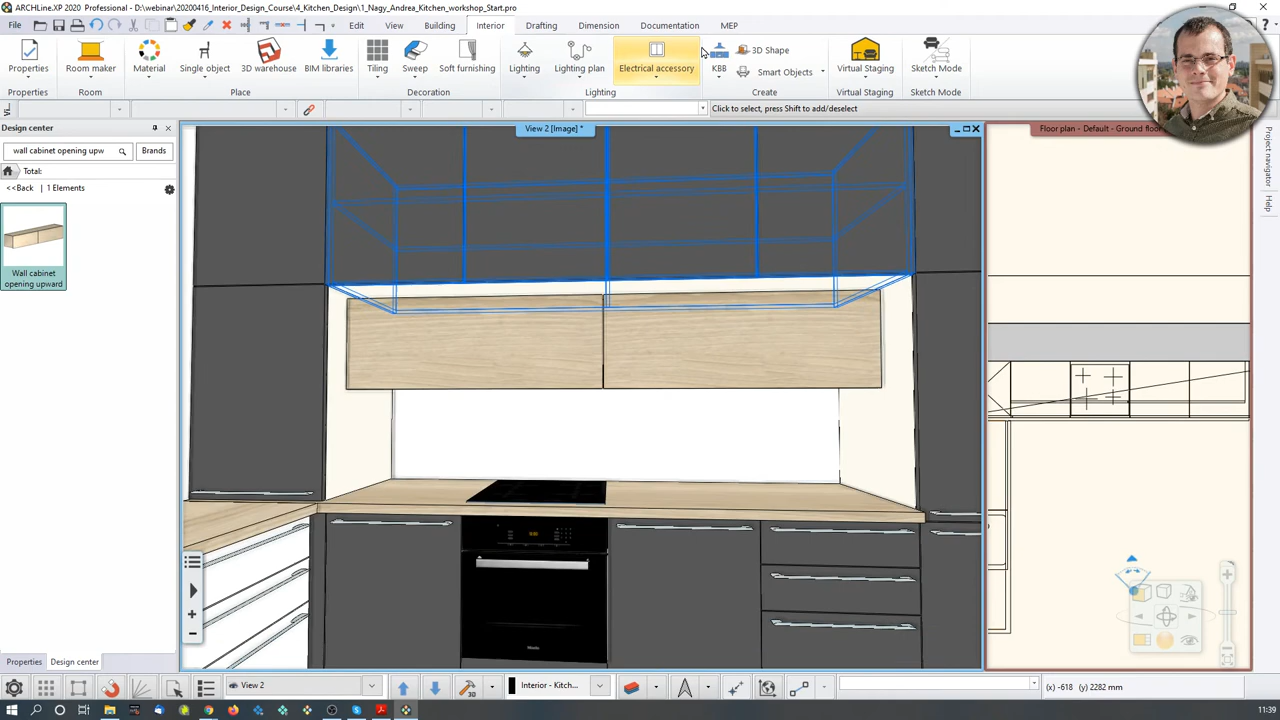 ARCHLine.XP 2020 Professional - C:\webinar\20200416_Interior_Design_Course\4_Kitchen_Design\1_Nagy_Andrea_Kitchen_workshop_Start.pro
File
Edit
View
Building
Interior
Drafting
Dimension
Documentation
MEP
Properties
Room maker
Material
Single object
3D warehouse
BIM libraries
Tiling
Sweep
Soft furnishing
Lighting
Lighting plan
Electrical accessory
KBB
3D Shape
Smart Objects
Virtual Staging
Sketch Mode
Properties
Room
Place
Decoration
Lighting
Create
Virtual Staging
Sketch Mode
Click to select, press Shift to add/deselect
Design center
View 2 [Image] *
Floor plan - Default - Ground floor
wall cabinet opening upw
Brands
Total:
<<Back
1 Elements
Wall cabinet
opening upward
Project navigator
Help
Miele
Properties
Design center
View 2
Interior - Kitch...
(x) -618 (y) 2282 mm
11:39